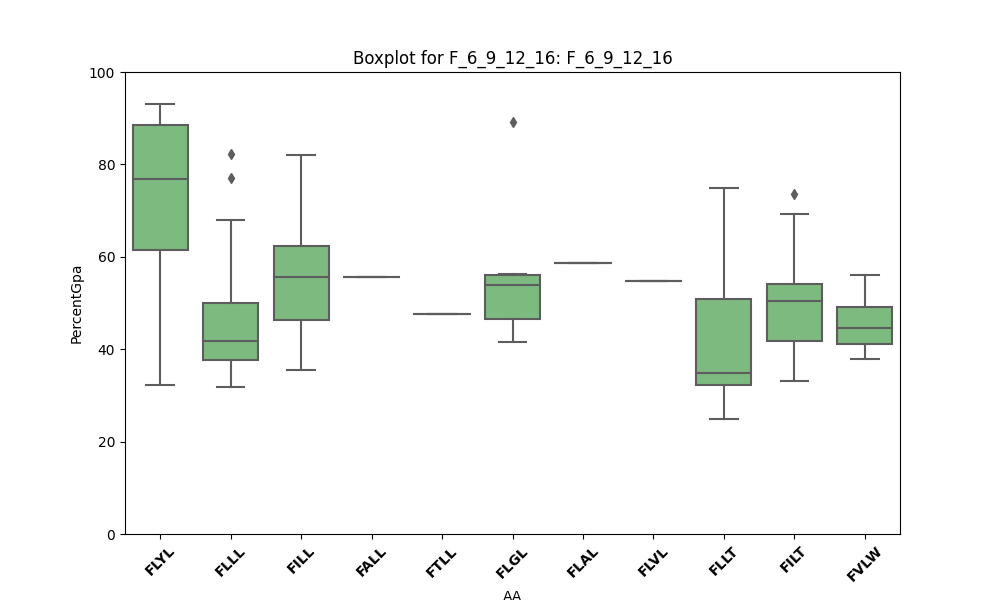 Boxplot for F_6_9_12_16: F_6_9_12_16
100
80
60
40
20
0
PercentGpa
FLYL
FLLL
FILL
FALL
FTLL
FLGL
FLAL
FLVL
FLLT
FILT
FVLW
AA